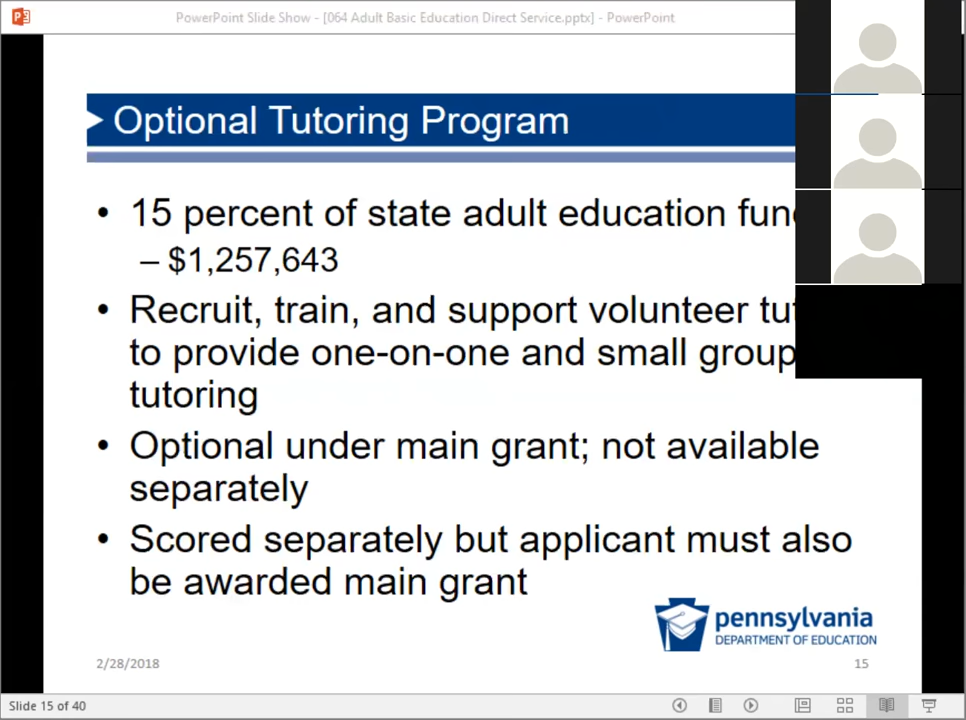 PowerPoint Slide Show - [064 Adult Basic Education Direct Service.pptx] - PowerPoint
Optional Tutoring Program
• 15 percent of state adult education
– $1,257,643
• Recruit, train, and support volunteer
to provide one-on-one and small group
tutoring
• Optional under main grant; not available
separately
• Scored separately but applicant must also
be awarded main grant
pennsylvania
DEPARTMENT OF EDUCATION
2/28/2018
15
Slide 15 of 40